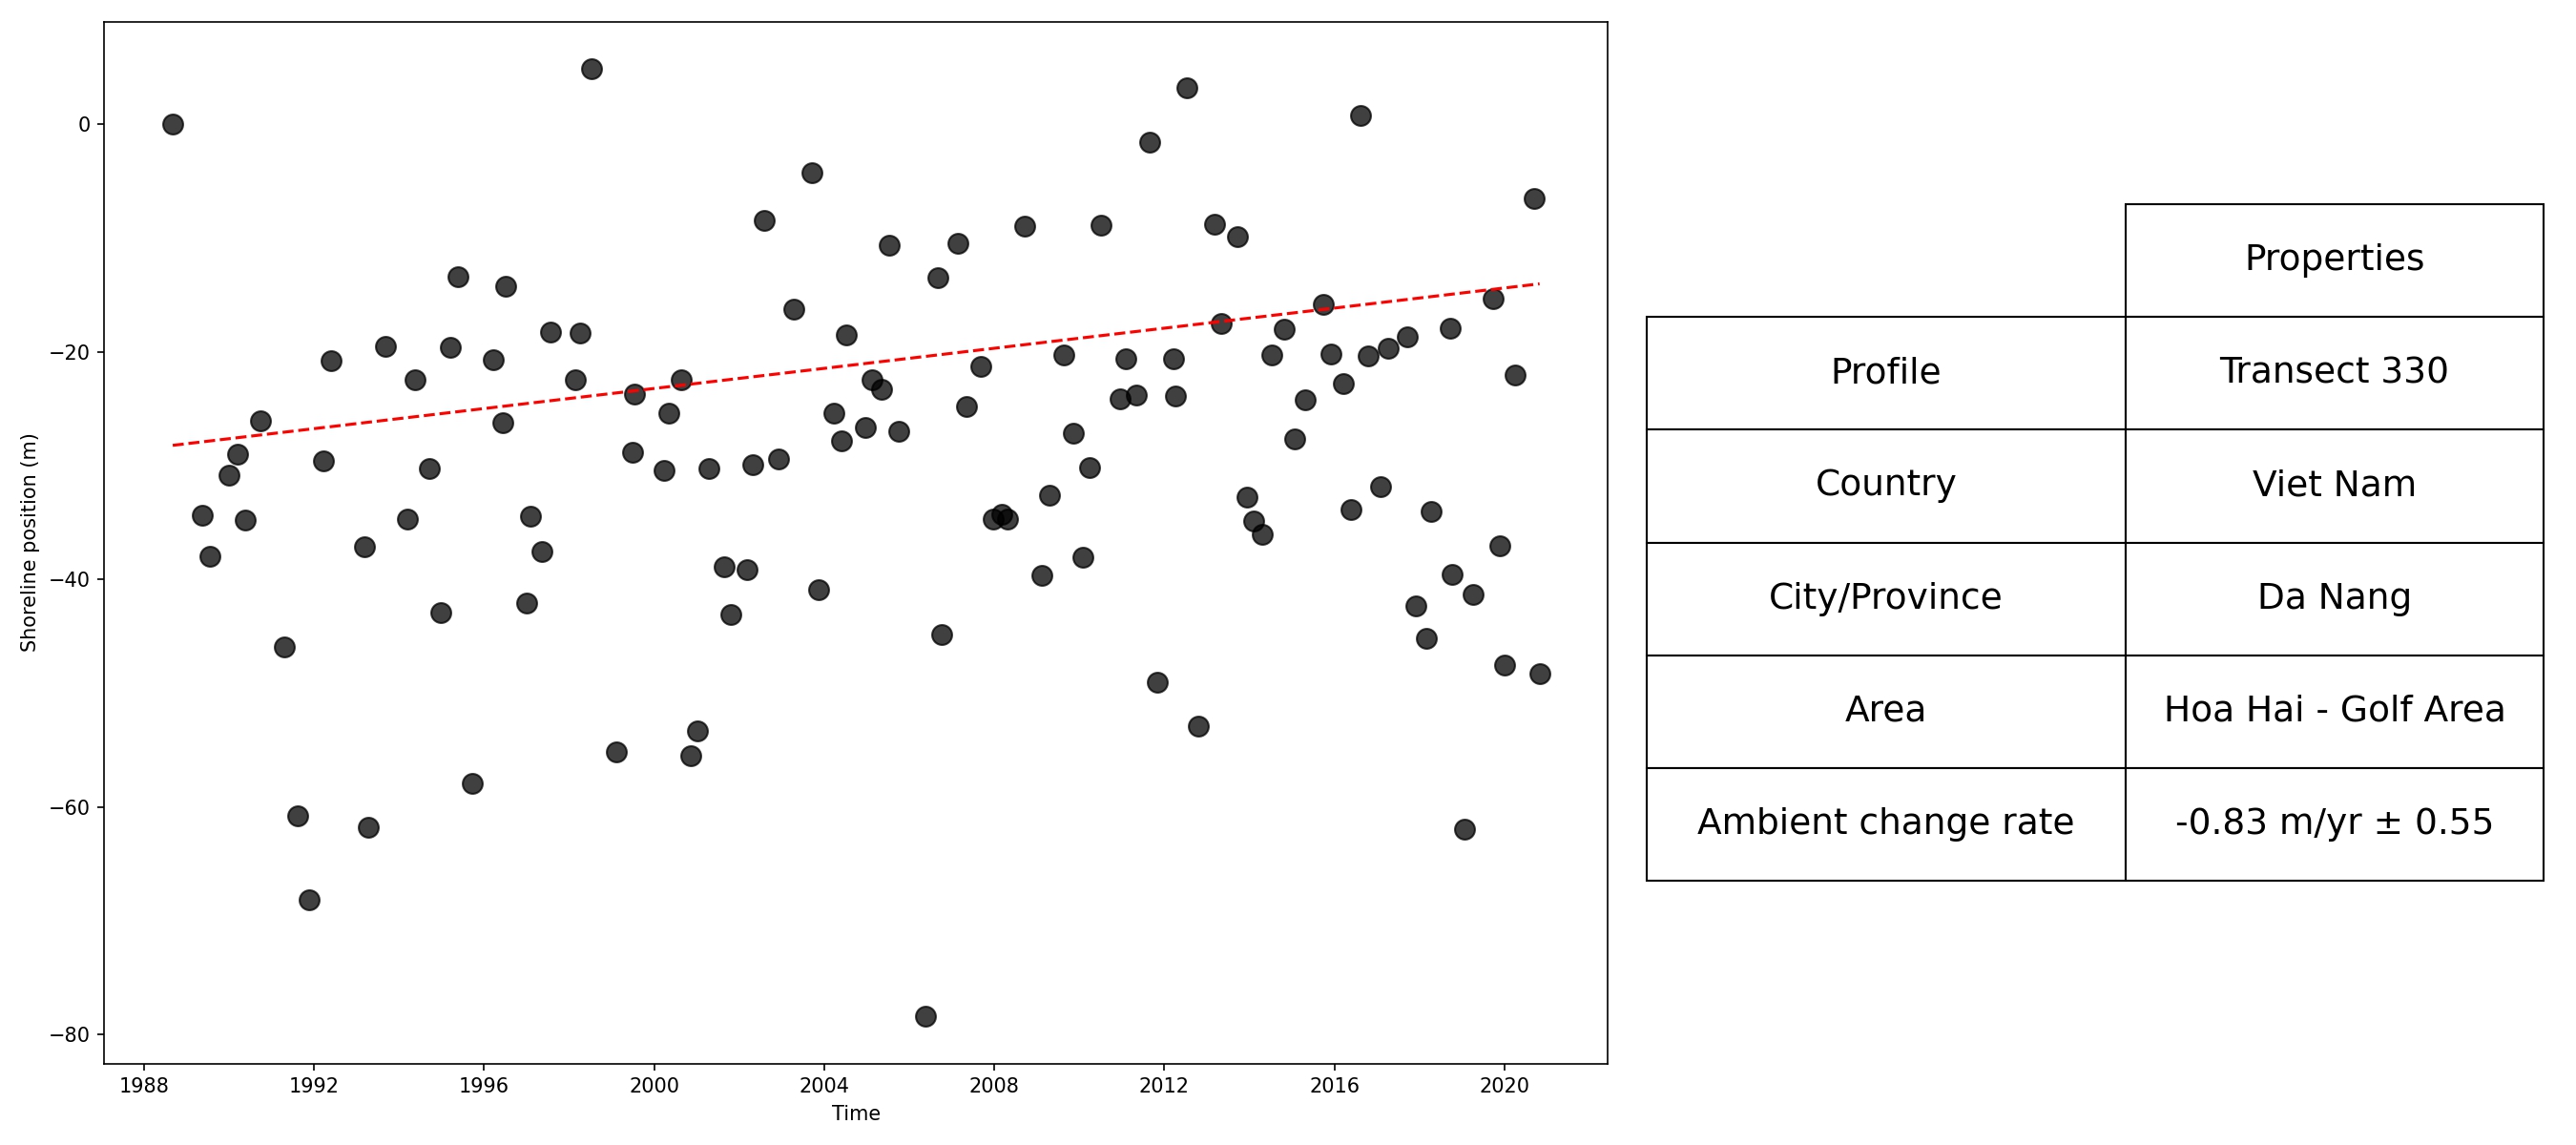 0
−20
−40
−60
−80
Shoreline position (m)
1988 1992 1996 2000 2004 2008 2012 2016 2020
Time
Properties
Profile Transect 330
Country Viet Nam
City/Province Da Nang
Area Hoa Hai - Golf Area
Ambient change rate -0.83 m/yr ± 0.55